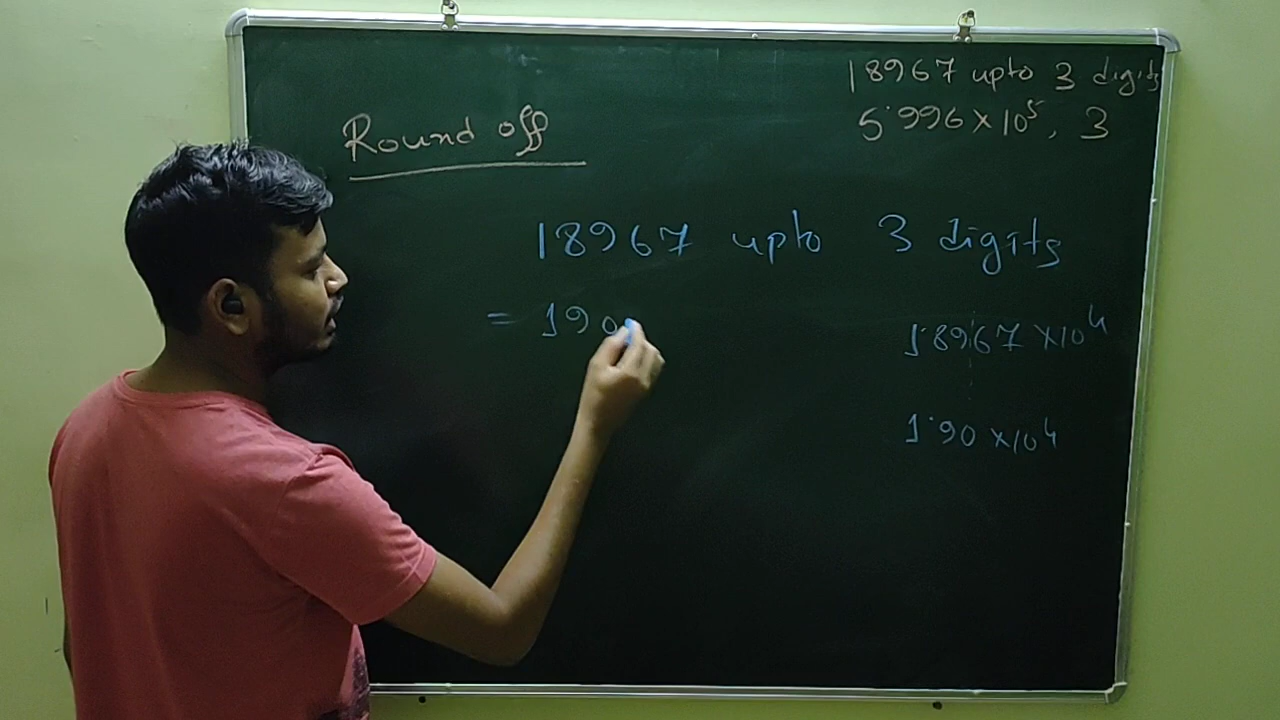 18967 upto 3 digits
5.996×10⁵, 3
Round off
18967 upto 3 digits
= 190
1.8967 ×10⁴
1.90 ×10⁴